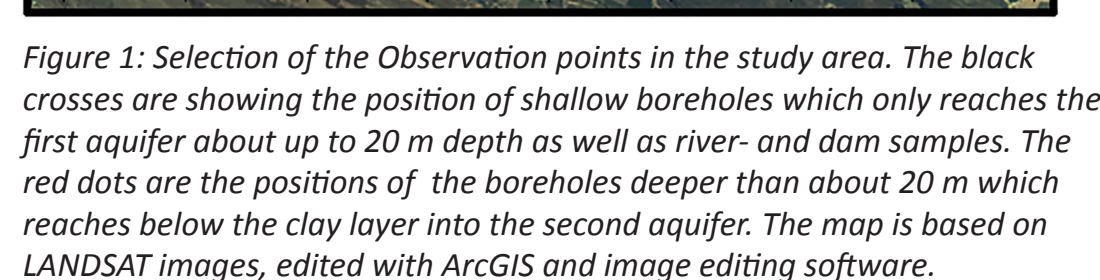 Figure 1: Selection of the Observation points in the study area. The black
crosses are showing the position of shallow boreholes which only reaches the
first aquifer about up to 20 m depth as well as river- and dam samples. The
red dots are the positions of  the boreholes deeper than about 20 m which
reaches below the clay layer into the second aquifer. The map is based on
LANDSAT images, edited with ArcGIS and image editing software.